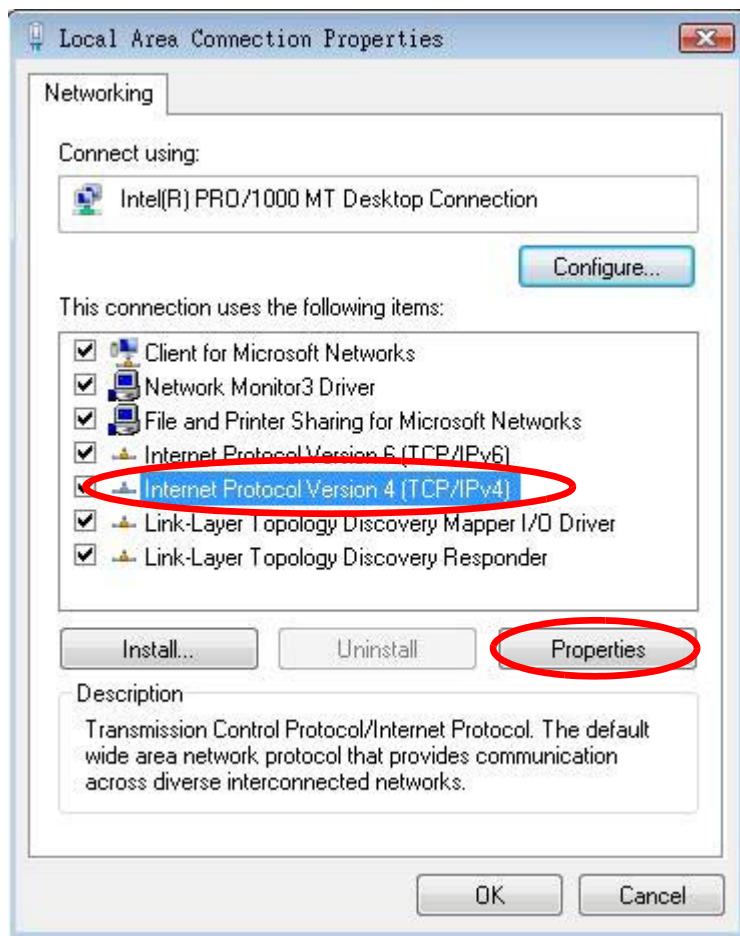 Local Area Connection Properties
Networking
Connect using:
Intel(R) PRO/1000 MT Desktop Connection
Configure...
This connection uses the following items:
Client for Microsoft Networks
Network Monitor3 Driver
File and Printer Sharing for Microsoft Networks
Internet Protocol Version 6 (TCP/IPv6)
Internet Protocol Version 4 (TCP/IPv4)
Link-Layer Topology Discovery Mapper I/O Driver
Link-Layer Topology Discovery Responder
Install...
Uninstall
Properties
Description
Transmission Control Protocol/Internet Protocol. The default
wide area network protocol that provides communication
across diverse interconnected networks.
OK
Cancel